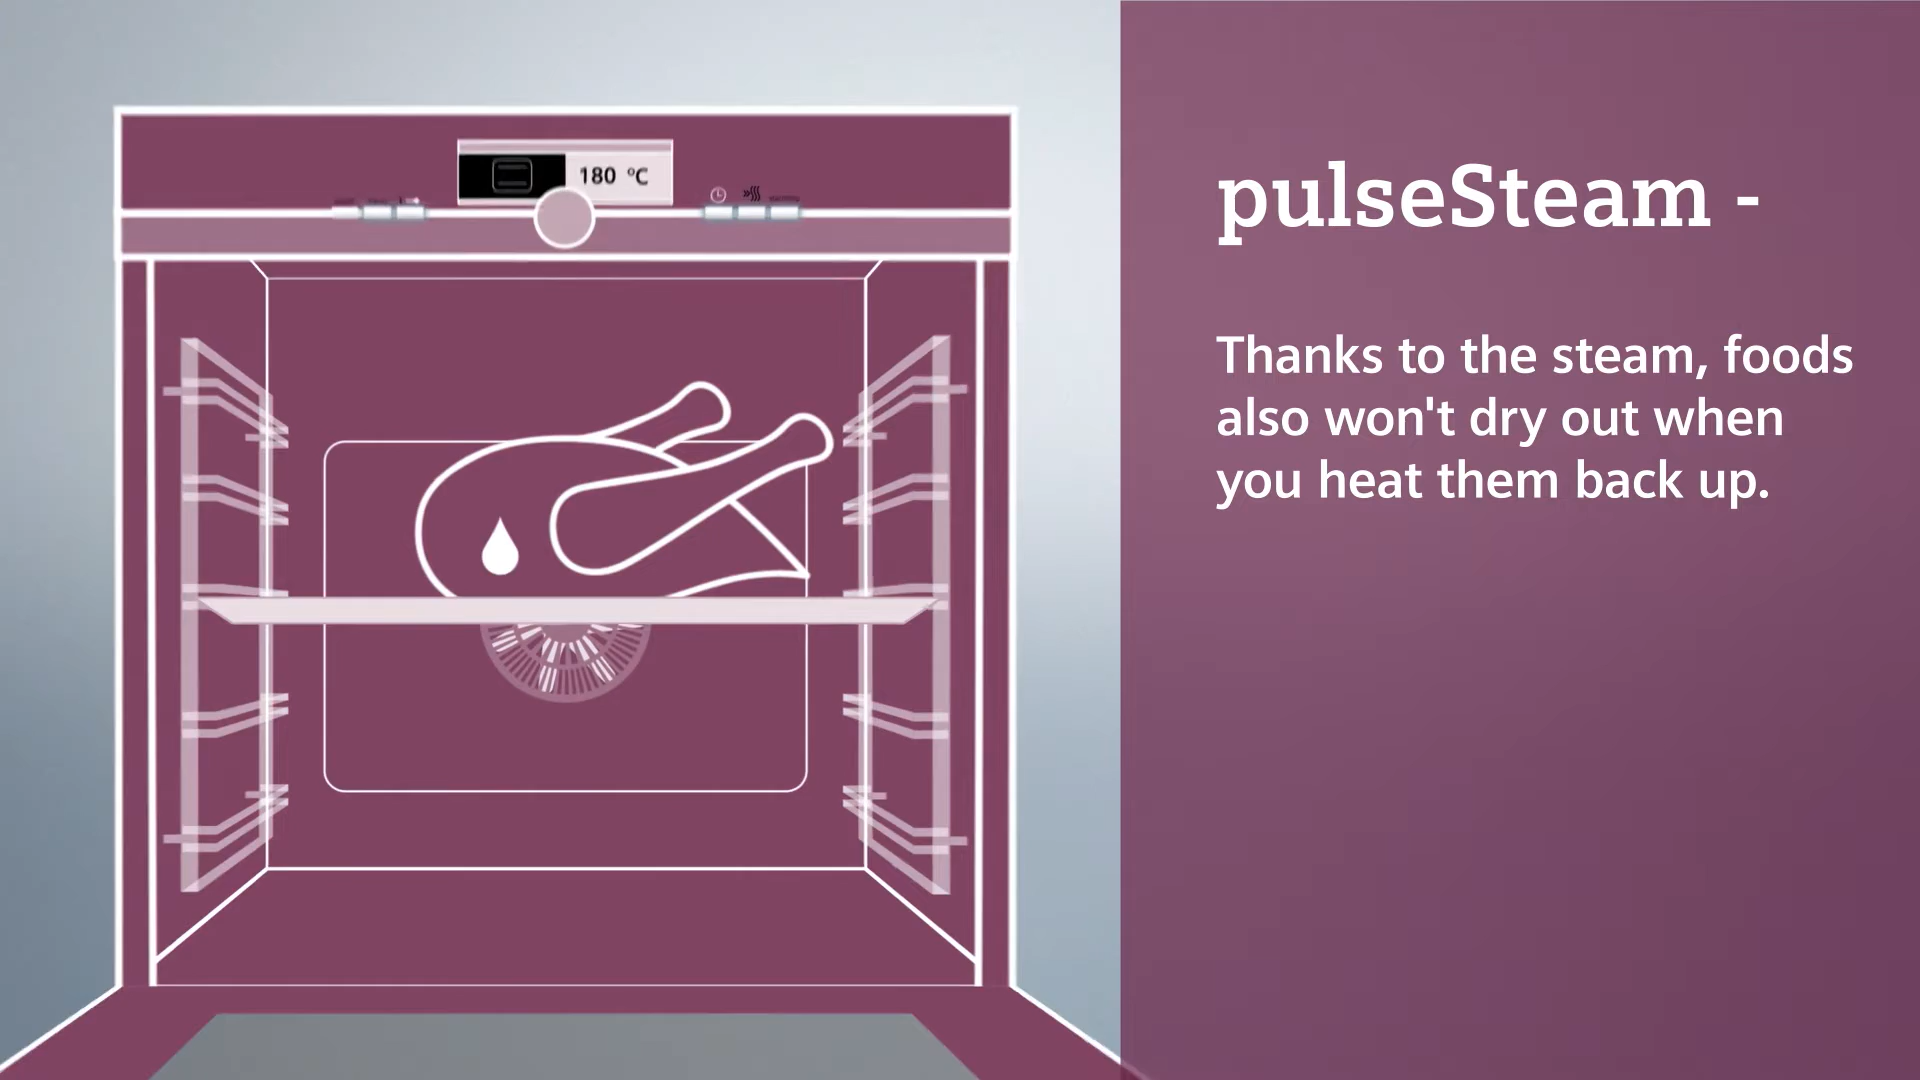 180 °C
pulseSteam -
Thanks to the steam, foods
also won't dry out when
you heat them back up.